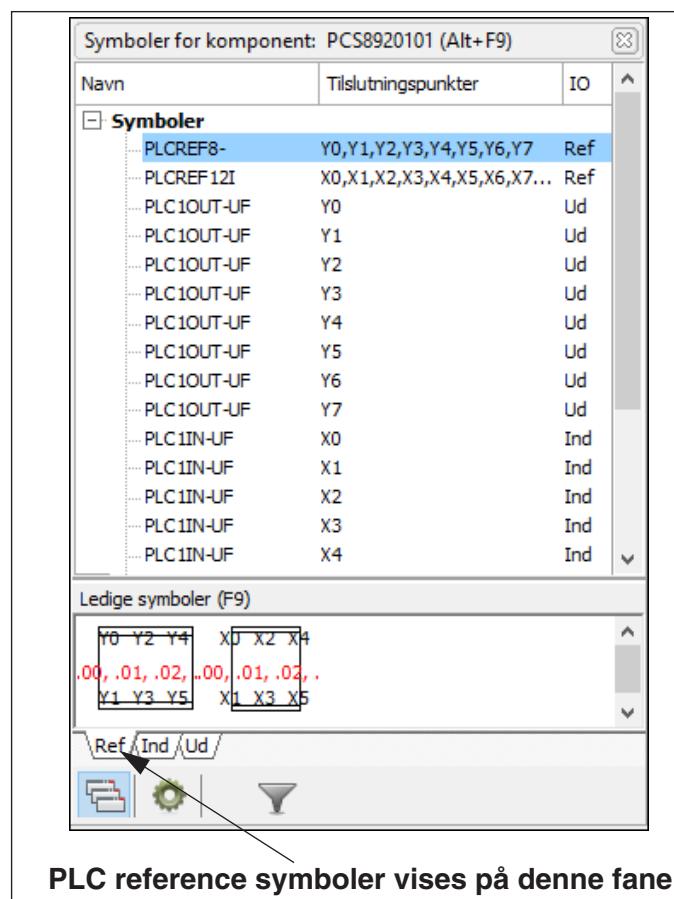 Symboler for komponent: PCS8920101 (Alt+F9)
Navn Tilslutningspunkter IO
Symboler
PLCREF8- Y0,Y1,Y2,Y3,Y4,Y5,Y6,Y7 Ref
PLCREF12I X0,X1,X2,X3,X4,X5,X6,X7... Ref
PLC1OUT-UF Y0 Ud
PLC1OUT-UF Y1 Ud
PLC1OUT-UF Y2 Ud
PLC1OUT-UF Y3 Ud
PLC1OUT-UF Y4 Ud
PLC1OUT-UF Y5 Ud
PLC1OUT-UF Y6 Ud
PLC1OUT-UF Y7 Ud
PLC1IN-UF X0 Ind
PLC1IN-UF X1 Ind
PLC1IN-UF X2 Ind
PLC1IN-UF X3 Ind
PLC1IN-UF X4 Ind
Ledige symboler (F9)
Y0 Y2 Y4 X0 X2 X4
.00, .01, .02, ..00, .01, .02, .
Y1 Y3 Y5 X1 X3 X5
Ref Ind Ud
PLC reference symboler vises på denne fane